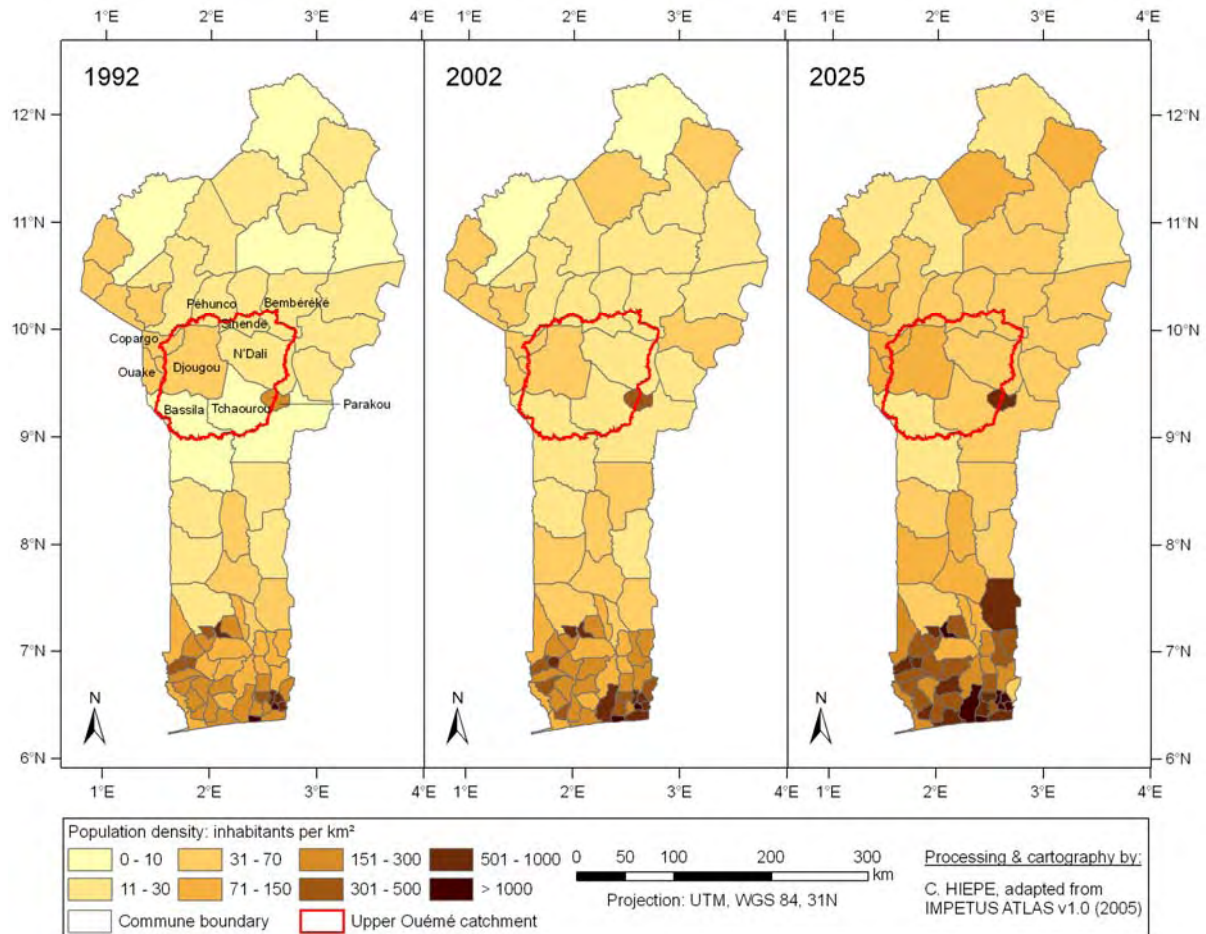 1°E 2°E 3°E 4°E 1°E 2°E 3°E 4°E 1°E 2°E 3°E 4°E
1992 2002 2025
12°N 12°N
11°N 11°N
Péhunco Bembéréké
10°N 10°N
Sinendé
Copargo
N'Dali
Ouake Djougou
Bassila Tchaourou Parakou
9°N 9°N
8°N 8°N
7°N 7°N
N N N
6°N 6°N
1°E 2°E 3°E 4°E 1°E 2°E 3°E 4°E 1°E 2°E 3°E 4°E
Population density: inhabitants per km²
0 - 10 31 - 70 151 - 300 501 - 1000
11 - 30 71 - 150 301 - 500 > 1000
Commune boundary Upper Ouémé catchment
0 50 100 200 300
km
Projection: UTM, WGS 84, 31N
Processing & cartography by:
C. HIEPE, adapted from
IMPETUS ATLAS v1.0 (2005)